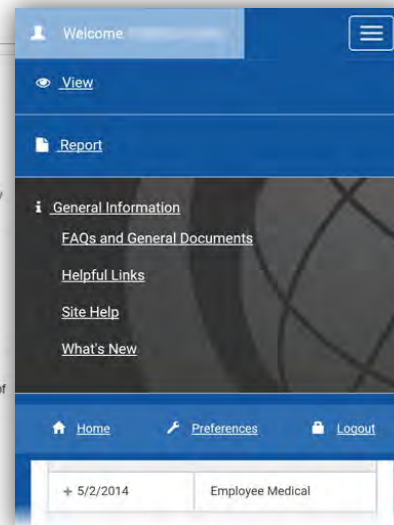 Welcome
View
Report
General Information
FAQs and General Documents
Helpful Links
Site Help
What's New
of
Home Preferences Logout
+ 5/2/2014 Employee Medical